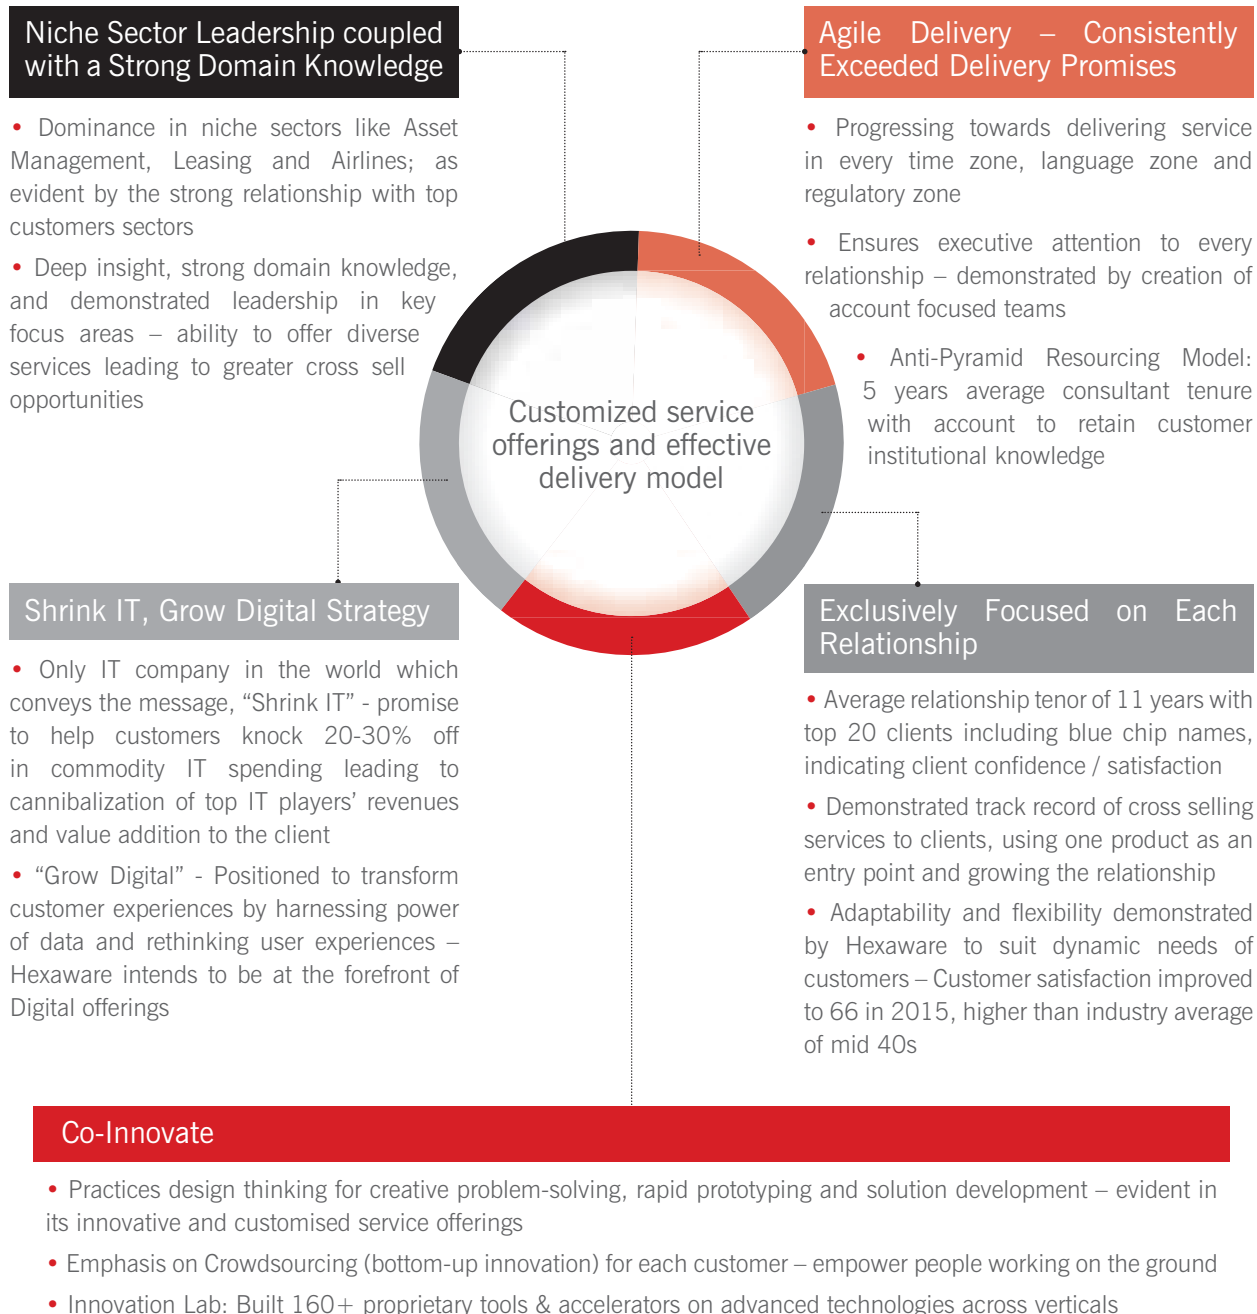 Niche Sector Leadership coupled
with a Strong Domain Knowledge
• Dominance in niche sectors like Asset
Management, Leasing and Airlines; as
evident by the strong relationship with top
customers sectors
• Deep insight, strong domain knowledge,
and demonstrated leadership in key
focus areas – ability to offer diverse
services leading to greater cross sell
opportunities
Agile Delivery – Consistently
Exceeded Delivery Promises
• Progressing towards delivering service
in every time zone, language zone and
regulatory zone
• Ensures executive attention to every
relationship – demonstrated by creation of
account focused teams
• Anti-Pyramid Resourcing Model:
5 years average consultant tenure
with account to retain customer
institutional knowledge
Customized service
offerings and effective
delivery model
Shrink IT, Grow Digital Strategy
• Only IT company in the world which
conveys the message, “Shrink IT” - promise
to help customers knock 20-30% off
in commodity IT spending leading to
cannibalization of top IT players’ revenues
and value addition to the client
• “Grow Digital” - Positioned to transform
customer experiences by harnessing power
of data and rethinking user experiences –
Hexaware intends to be at the forefront of
Digital offerings
Exclusively Focused on Each
Relationship
• Average relationship tenor of 11 years with
top 20 clients including blue chip names,
indicating client confidence / satisfaction
• Demonstrated track record of cross selling
services to clients, using one product as an
entry point and growing the relationship
• Adaptability and flexibility demonstrated
by Hexaware to suit dynamic needs of
customers – Customer satisfaction improved
to 66 in 2015, higher than industry average
of mid 40s
Co-Innovate
• Practices design thinking for creative problem-solving, rapid prototyping and solution development – evident in
its innovative and customised service offerings
• Emphasis on Crowdsourcing (bottom-up innovation) for each customer – empower people working on the ground
• Innovation Lab: Built 160+ proprietary tools & accelerators on advanced technologies across verticals